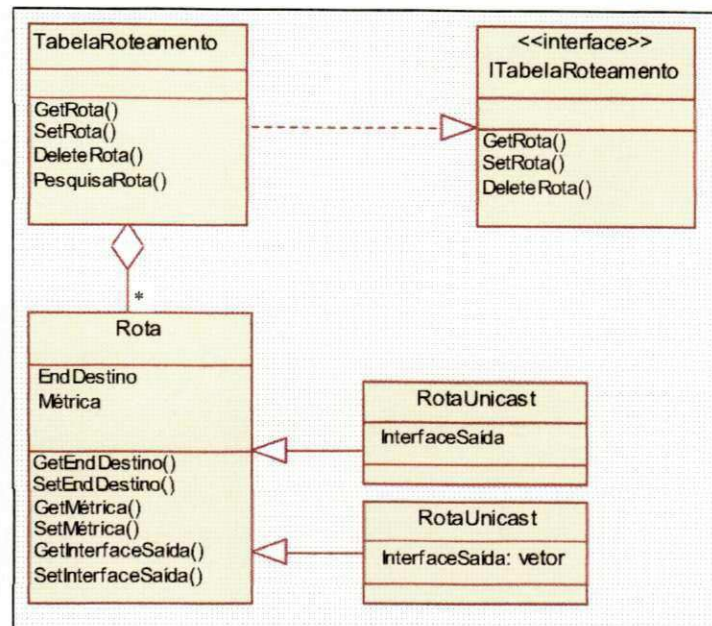 TabelaRoteamento
GetRota()
SetRota()
DeleteRota()
PesquisaRota()
<<interface>>
ITabelaRoteamento
GetRota()
SetRota()
DeleteRota()
*
Rota
EndDestino
Métrica
GetEndDestino()
SetEndDestino()
GetMétrica()
SetMétrica()
GetInterfaceSaída()
SetInterfaceSaída()
RotaUnicast
InterfaceSaída
RotaUnicast
InterfaceSaída: vetor